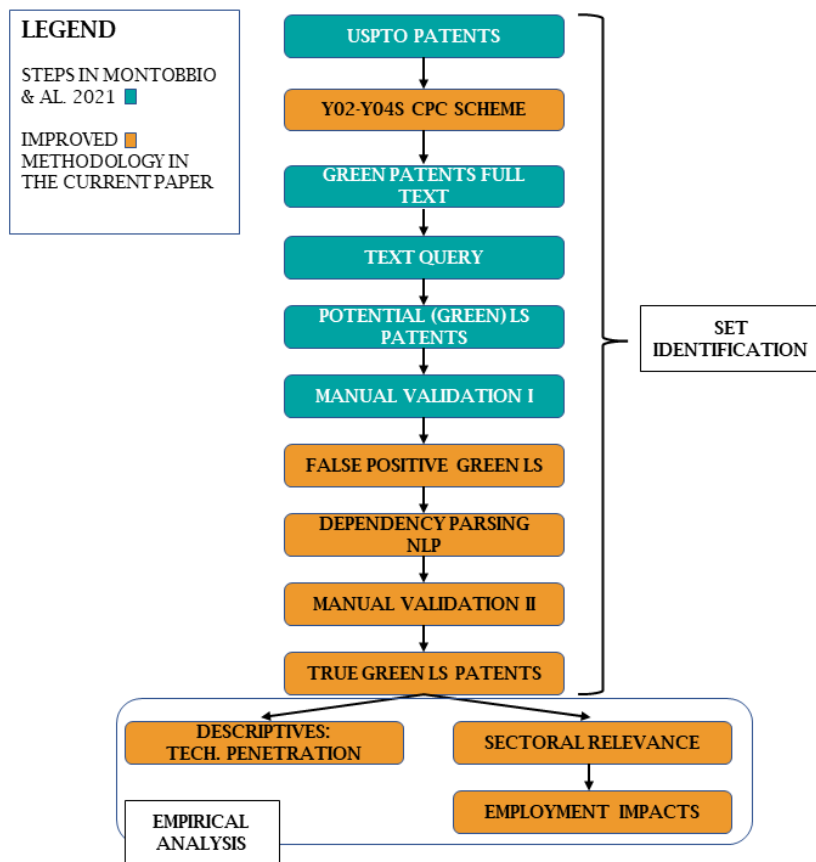 LEGEND
STEPS IN MONTOBBIO
& AL. 2021
IMPROVED
METHODOLOGY IN
THE CURRENT PAPER
USPTO PATENTS
Y02-Y04S CPC SCHEME
GREEN PATENTS FULL
TEXT
TEXT QUERY
POTENTIAL (GREEN) LS
PATENTS
MANUAL VALIDATION I
FALSE POSITIVE GREEN LS
DEPENDENCY PARSING
NLP
MANUAL VALIDATION II
TRUE GREEN LS PATENTS
SET
IDENTIFICATION
DESCRIPTIVES:
TECH. PENETRATION
SECTORAL RELEVANCE
EMPLOYMENT IMPACTS
EMPIRICAL
ANALYSIS